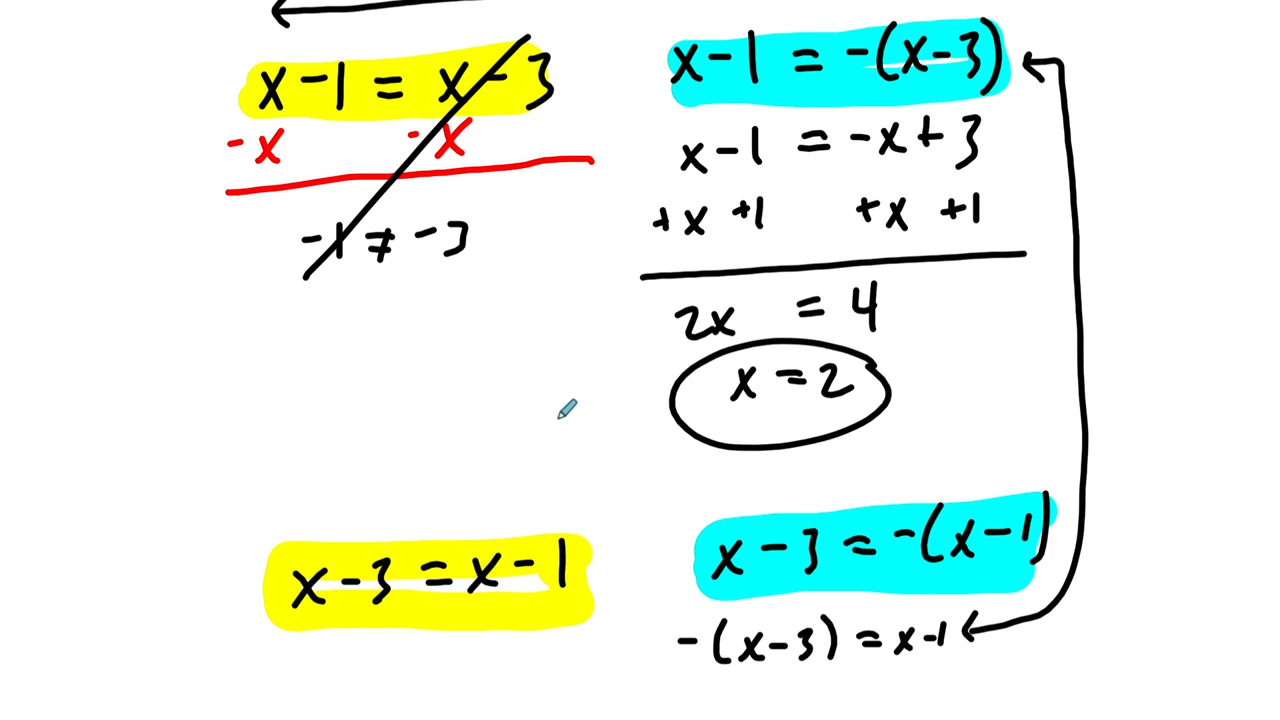 x - 1 = x - 3
- x - x
-1 ≠ -3
x - 1 = -(x - 3)
x - 1 = -x + 3
+x +1 +x +1
2x = 4
x = 2
x - 3 = x - 1
x - 3 = -(x - 1)
-(x - 3) = x - 1